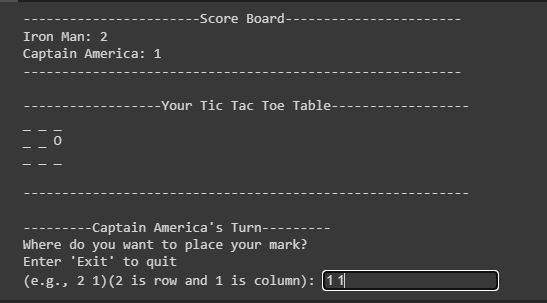 -----------------------Score Board-----------------------
Iron Man: 2
Captain America: 1
---------------------------------------------------------
------------------Your Tic Tac Toe Table------------------
_ _ _
_ _ O
_ _ _
----------------------------------------------------------
---------Captain America's Turn---------
Where do you want to place your mark?
Enter 'Exit' to quit
(e.g., 2 1)(2 is row and 1 is column): 1 1